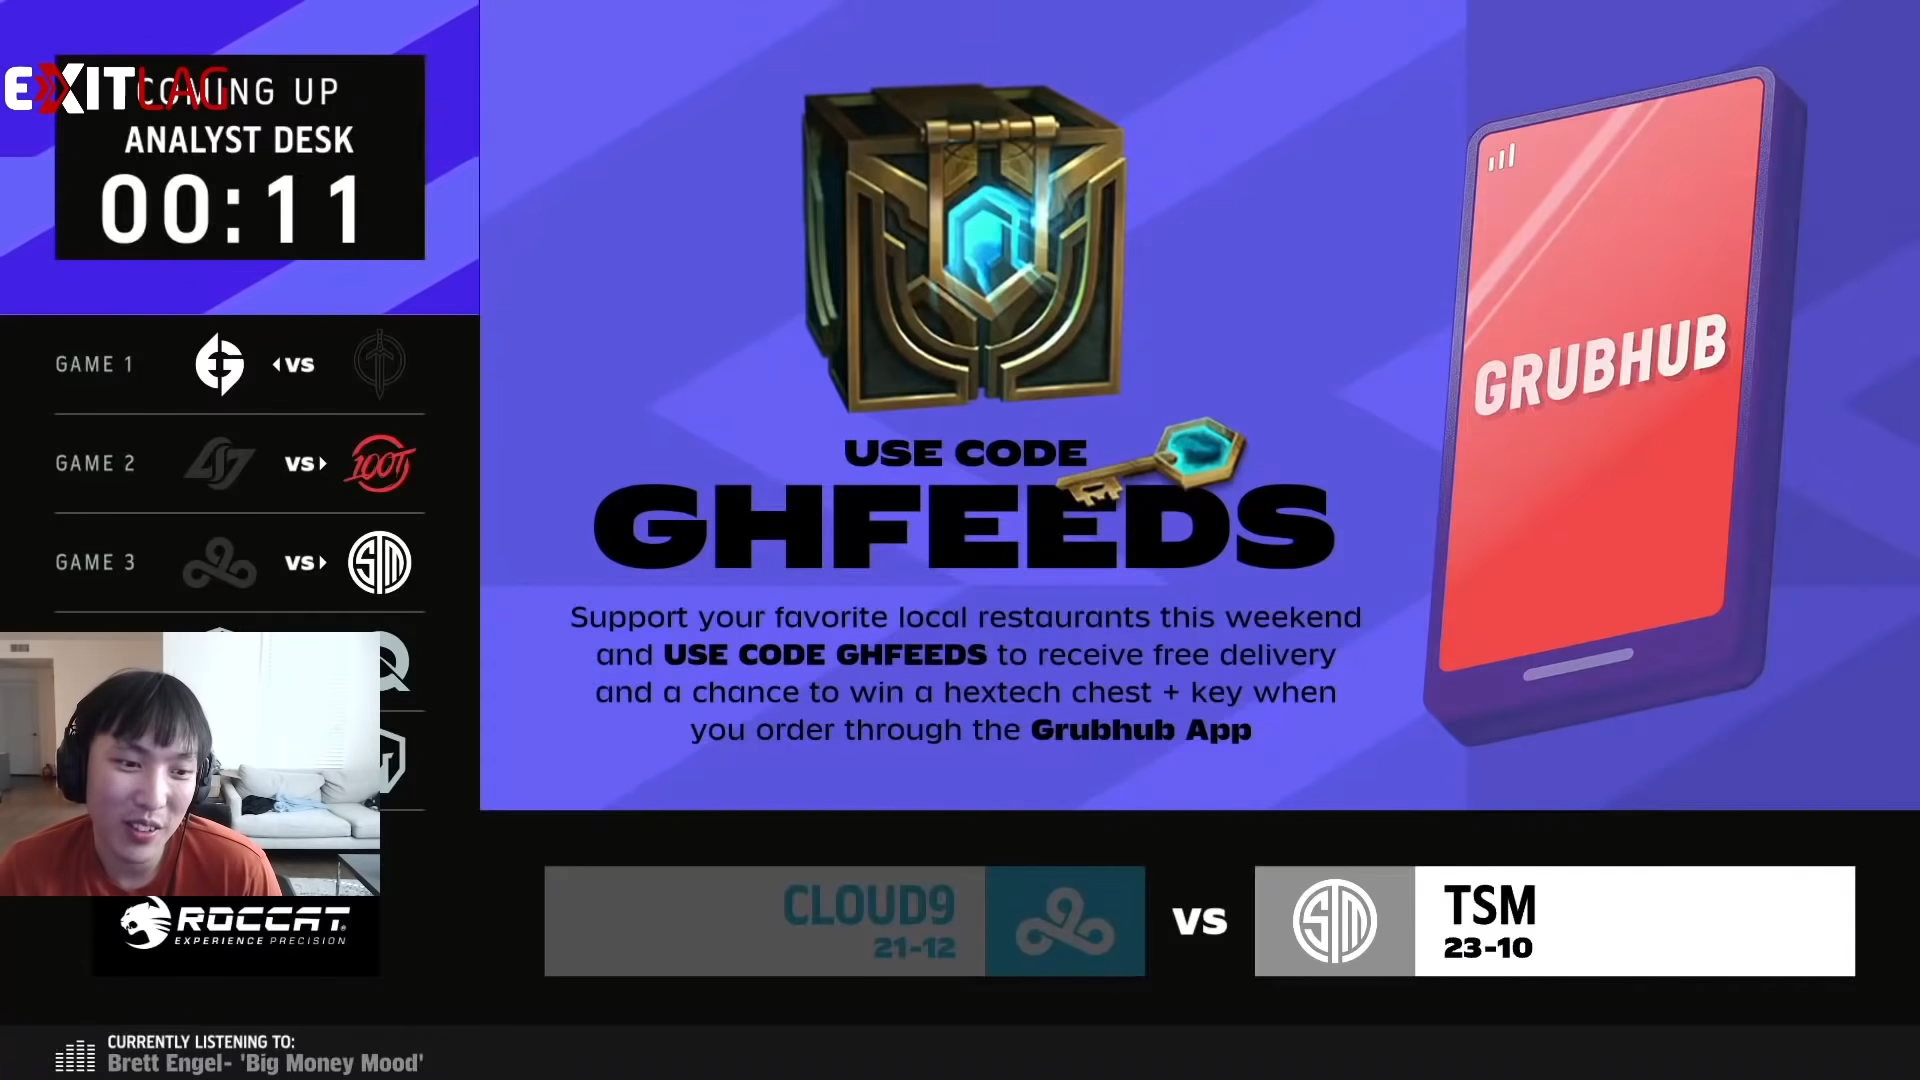 EXITLAG
COMING UP
ANALYST DESK
00:11
GAME 1
VS
GAME 2
VS
100T
GAME 3
VS
TSM
USE CODE
GHFEEDS
Support your favorite local restaurants this weekend
and USE CODE GHFEEDS to receive free delivery
and a chance to win a hextech chest + key when
you order through the Grubhub App
GRUBHUB
ROCCAT
EXPERIENCE PRECISION
CLOUD9
21-12
VS
TSM
TSM
23-10
CURRENTLY LISTENING TO:
Brett Engel- 'Big Money Mood'